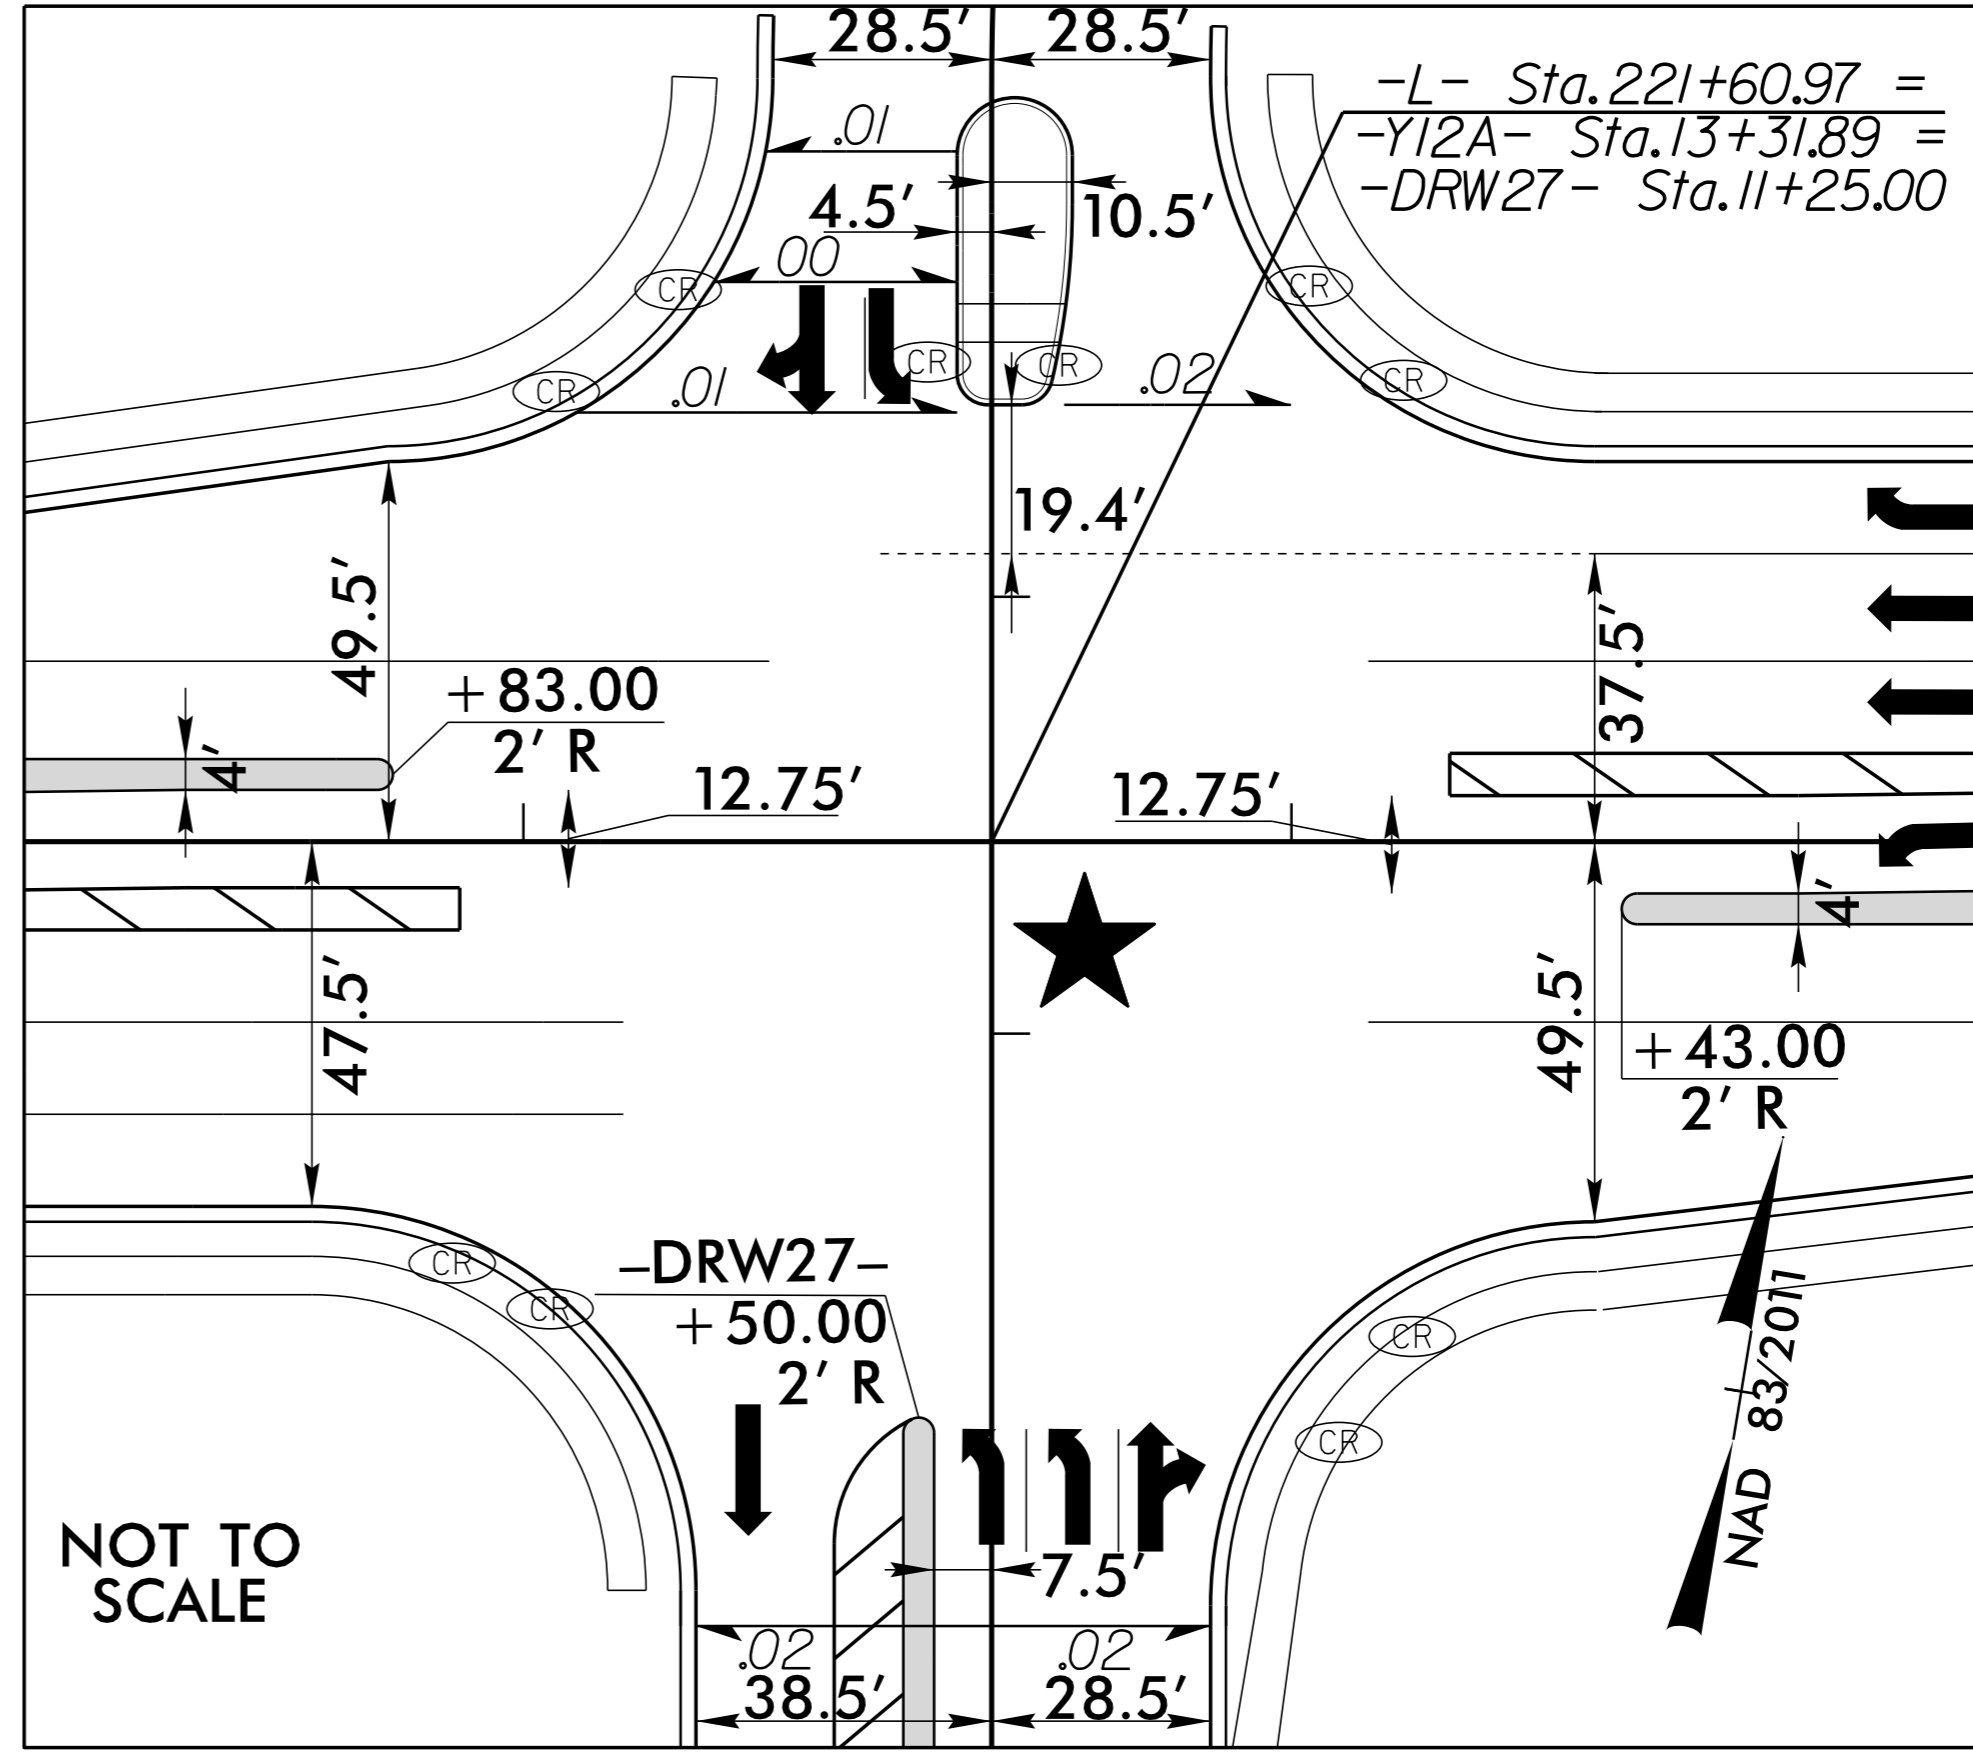 28.5' 28.5'
-L- Sta. 221+60.97 =
-Y12A- Sta. 13+31.89 =
-DRW27- Sta. 11+25.00
.01
4.5' 10.5'
00
CR CR
CR CR
CR CR
.01 .02
19.4'
49.5'
37.5'
+83.00
2' R
4'
12.75' 12.75'
4'
47.5'
49.5'
+43.00
2' R
-DRW27-
+50.00
2' R
CR
CR
CR
CR
NAD 83/2011
NOT TO
SCALE
7.5'
.02 .02
38.5' 28.5'